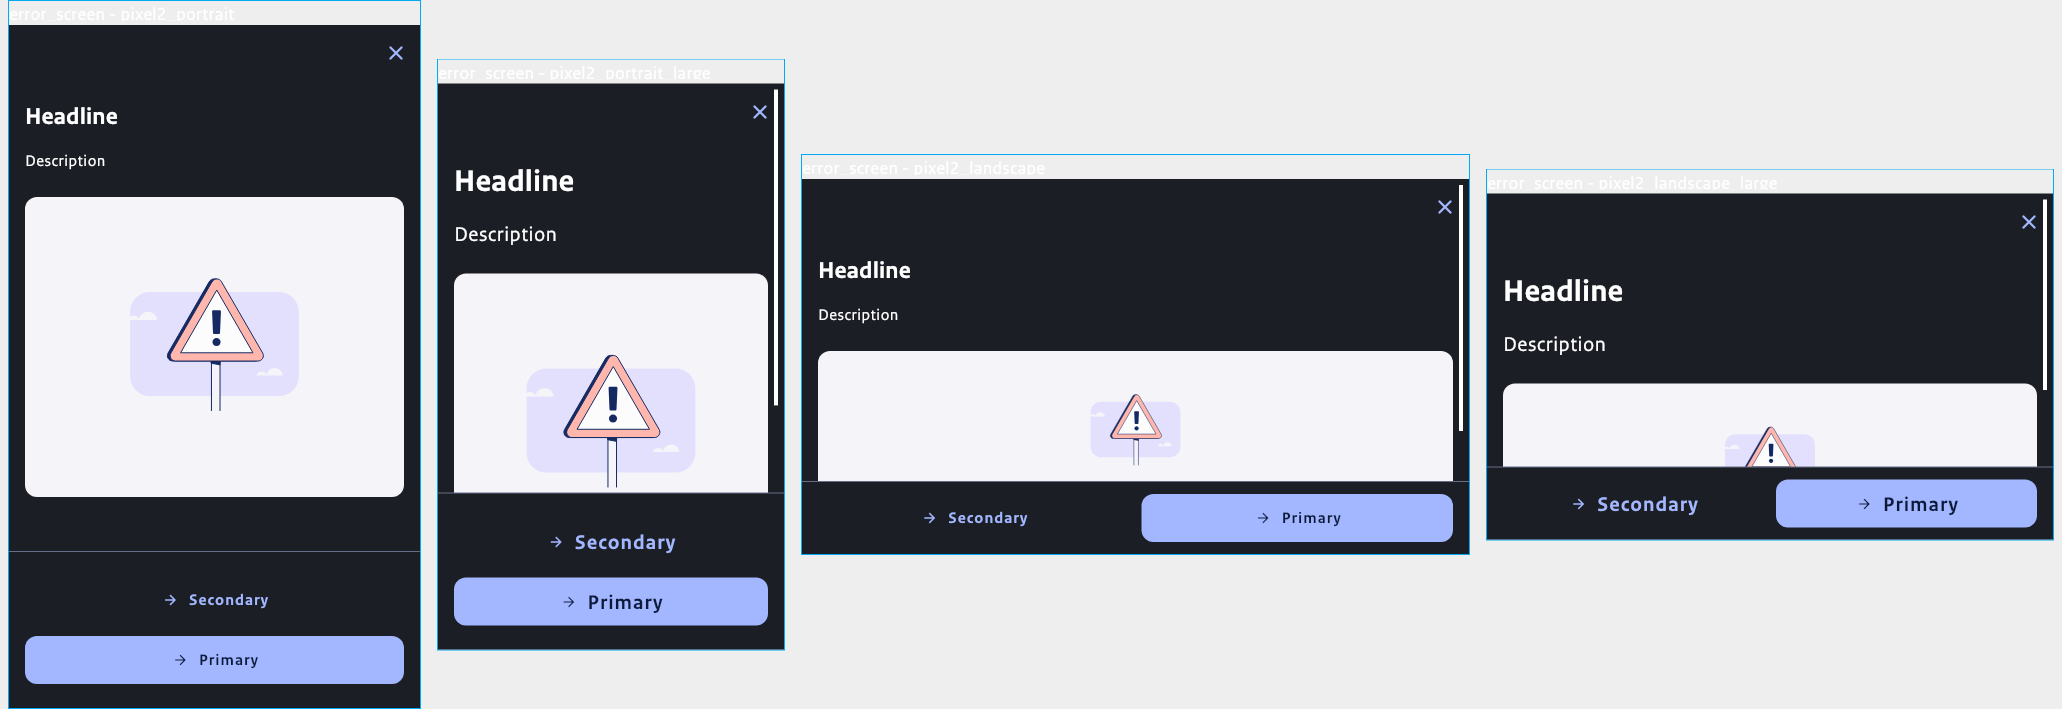 error_screen - pixel2_portrait
Headline
Description
Secondary
Primary
error_screen - pixel2_portrait_large
Headline
Description
Secondary
Primary
error_screen - pixel2_landscape
Headline
Description
Secondary
Primary
error_screen - pixel2_landscape_large
Headline
Description
Secondary
Primary